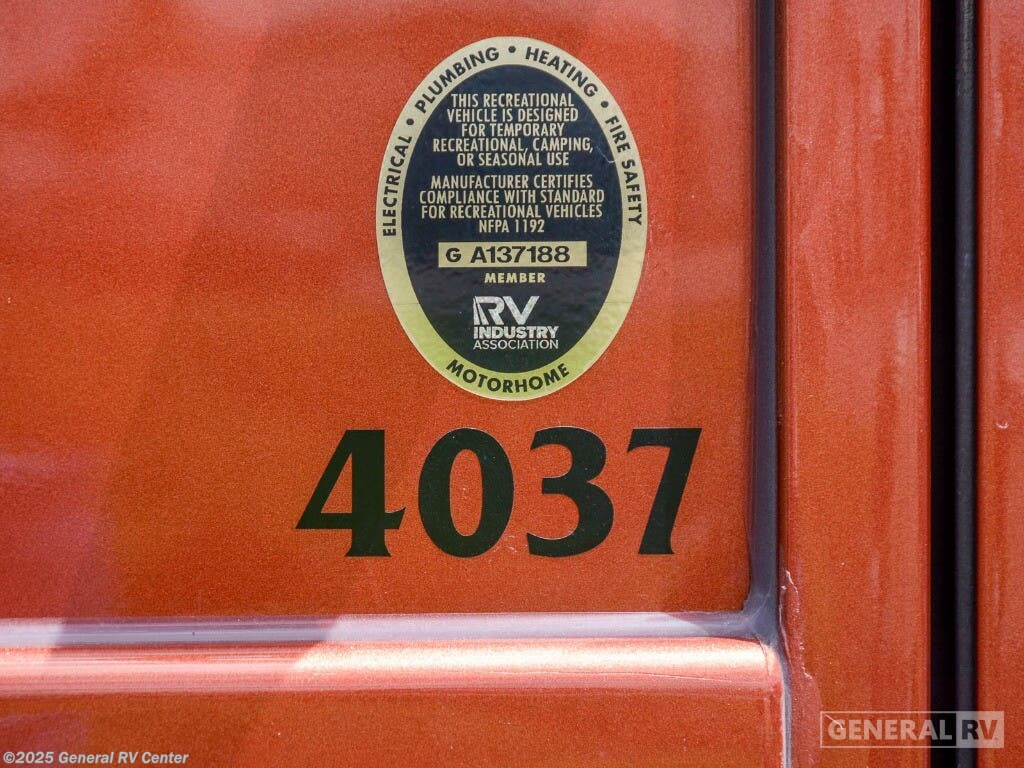 ELECTRICAL • PLUMBING • HEATING • FIRE SAFETY
THIS RECREATIONAL
VEHICLE IS DESIGNED
FOR TEMPORARY
RECREATIONAL, CAMPING,
OR SEASONAL USE
MANUFACTURER CERTIFIES
COMPLIANCE WITH STANDARD
FOR RECREATIONAL VEHICLES
NFPA 1192
G A137188
MEMBER
RV
INDUSTRY
ASSOCIATION
MOTORHOME
4037
GENERAL RV
©2025 General RV Center